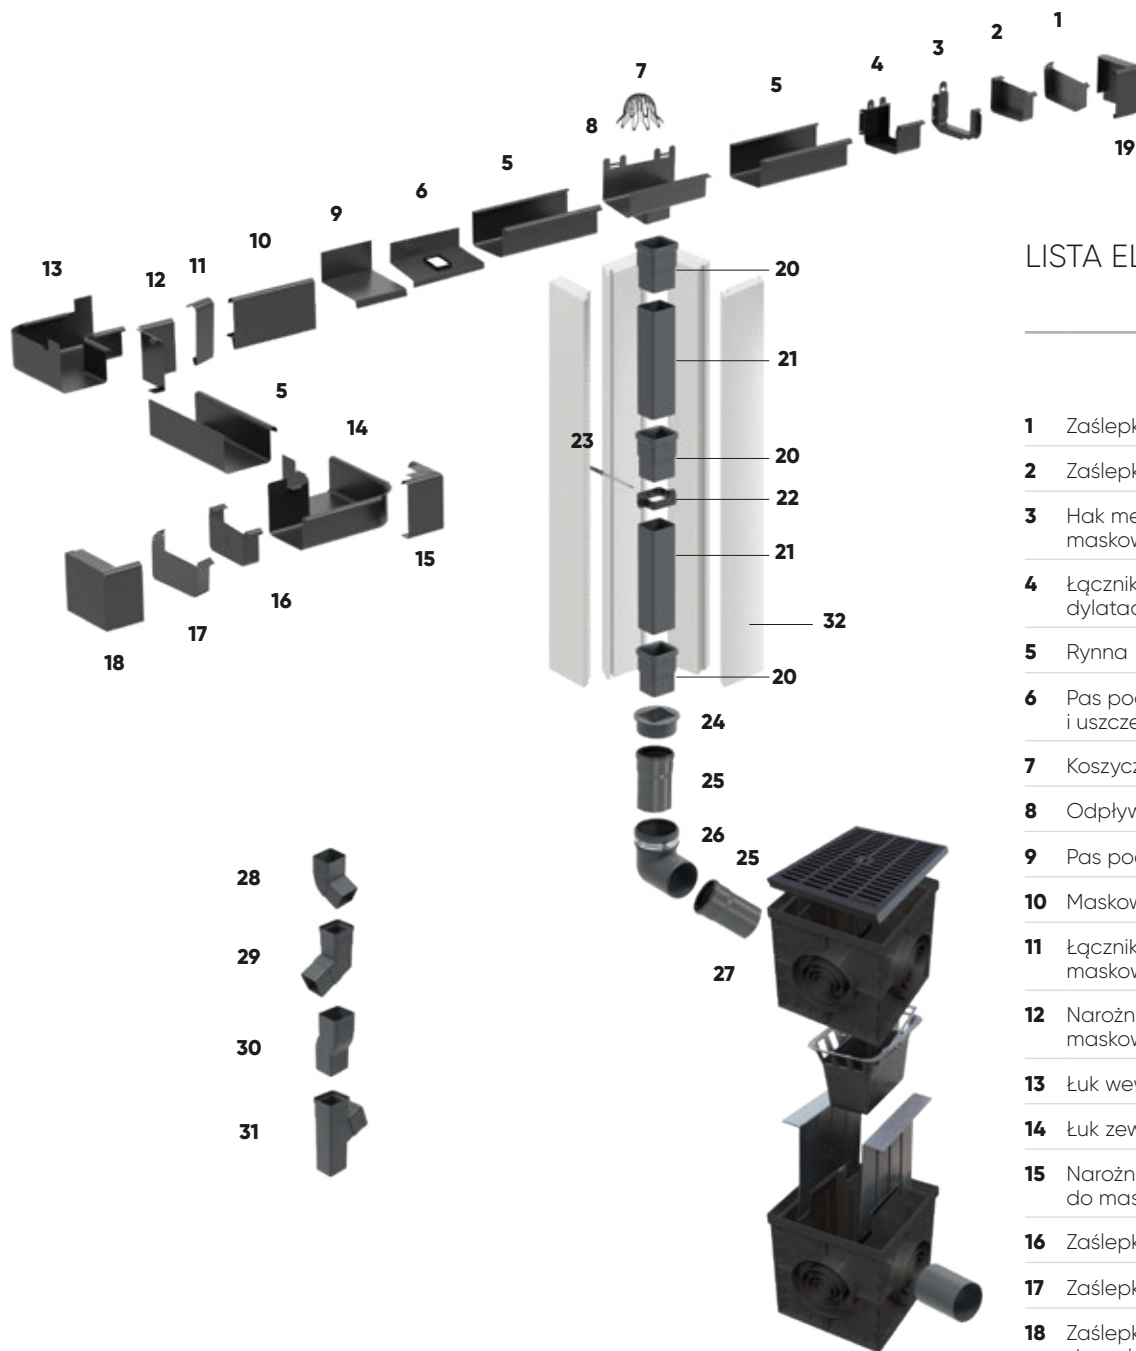 1
2
3
4
5
7
8
19
5
6
9
10
11
12
13
LISTA EL
20
21
5
14
23
20
22
15
21
16
17
32
18
20
24
25
26
25
28
29
27
30
31
1 Zaślepk
2 Zaślepk
3 Hak me
maskow
4 Łącznik
dylatac
5 Rynna
6 Pas pod
i uszcze
7 Koszycz
8 Odpływ
9 Pas pod
10 Maskow
11 Łącznik
maskow
12 Narożn
maskow
13 Łuk wew
14 Łuk zew
15 Narożn
do mas
16 Zaślepk
17 Zaślepk
18 Zaślepk